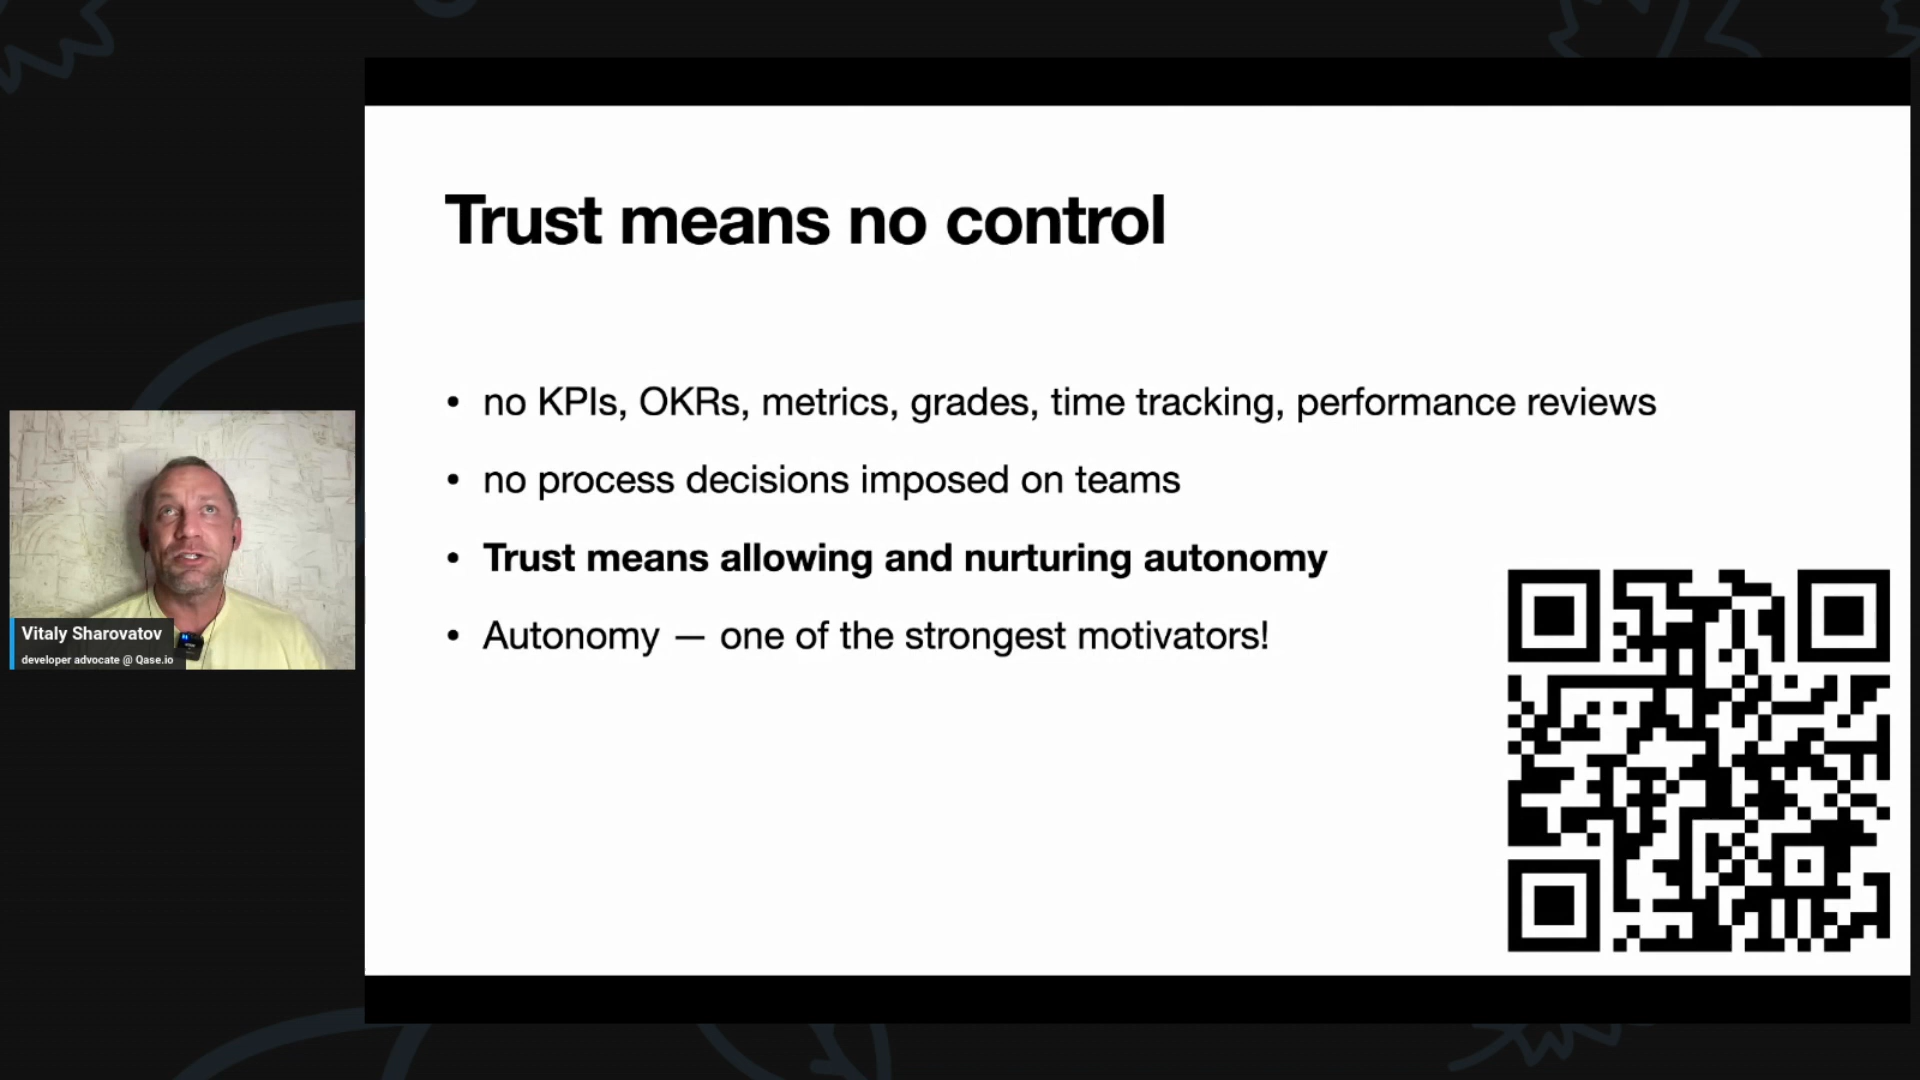 Trust means no control
• no KPIs, OKRs, metrics, grades, time tracking, performance reviews
• no process decisions imposed on teams
• Trust means allowing and nurturing autonomy
• Autonomy — one of the strongest motivators!
Vitaly Sharovatov
developer advocate @ Qase.io